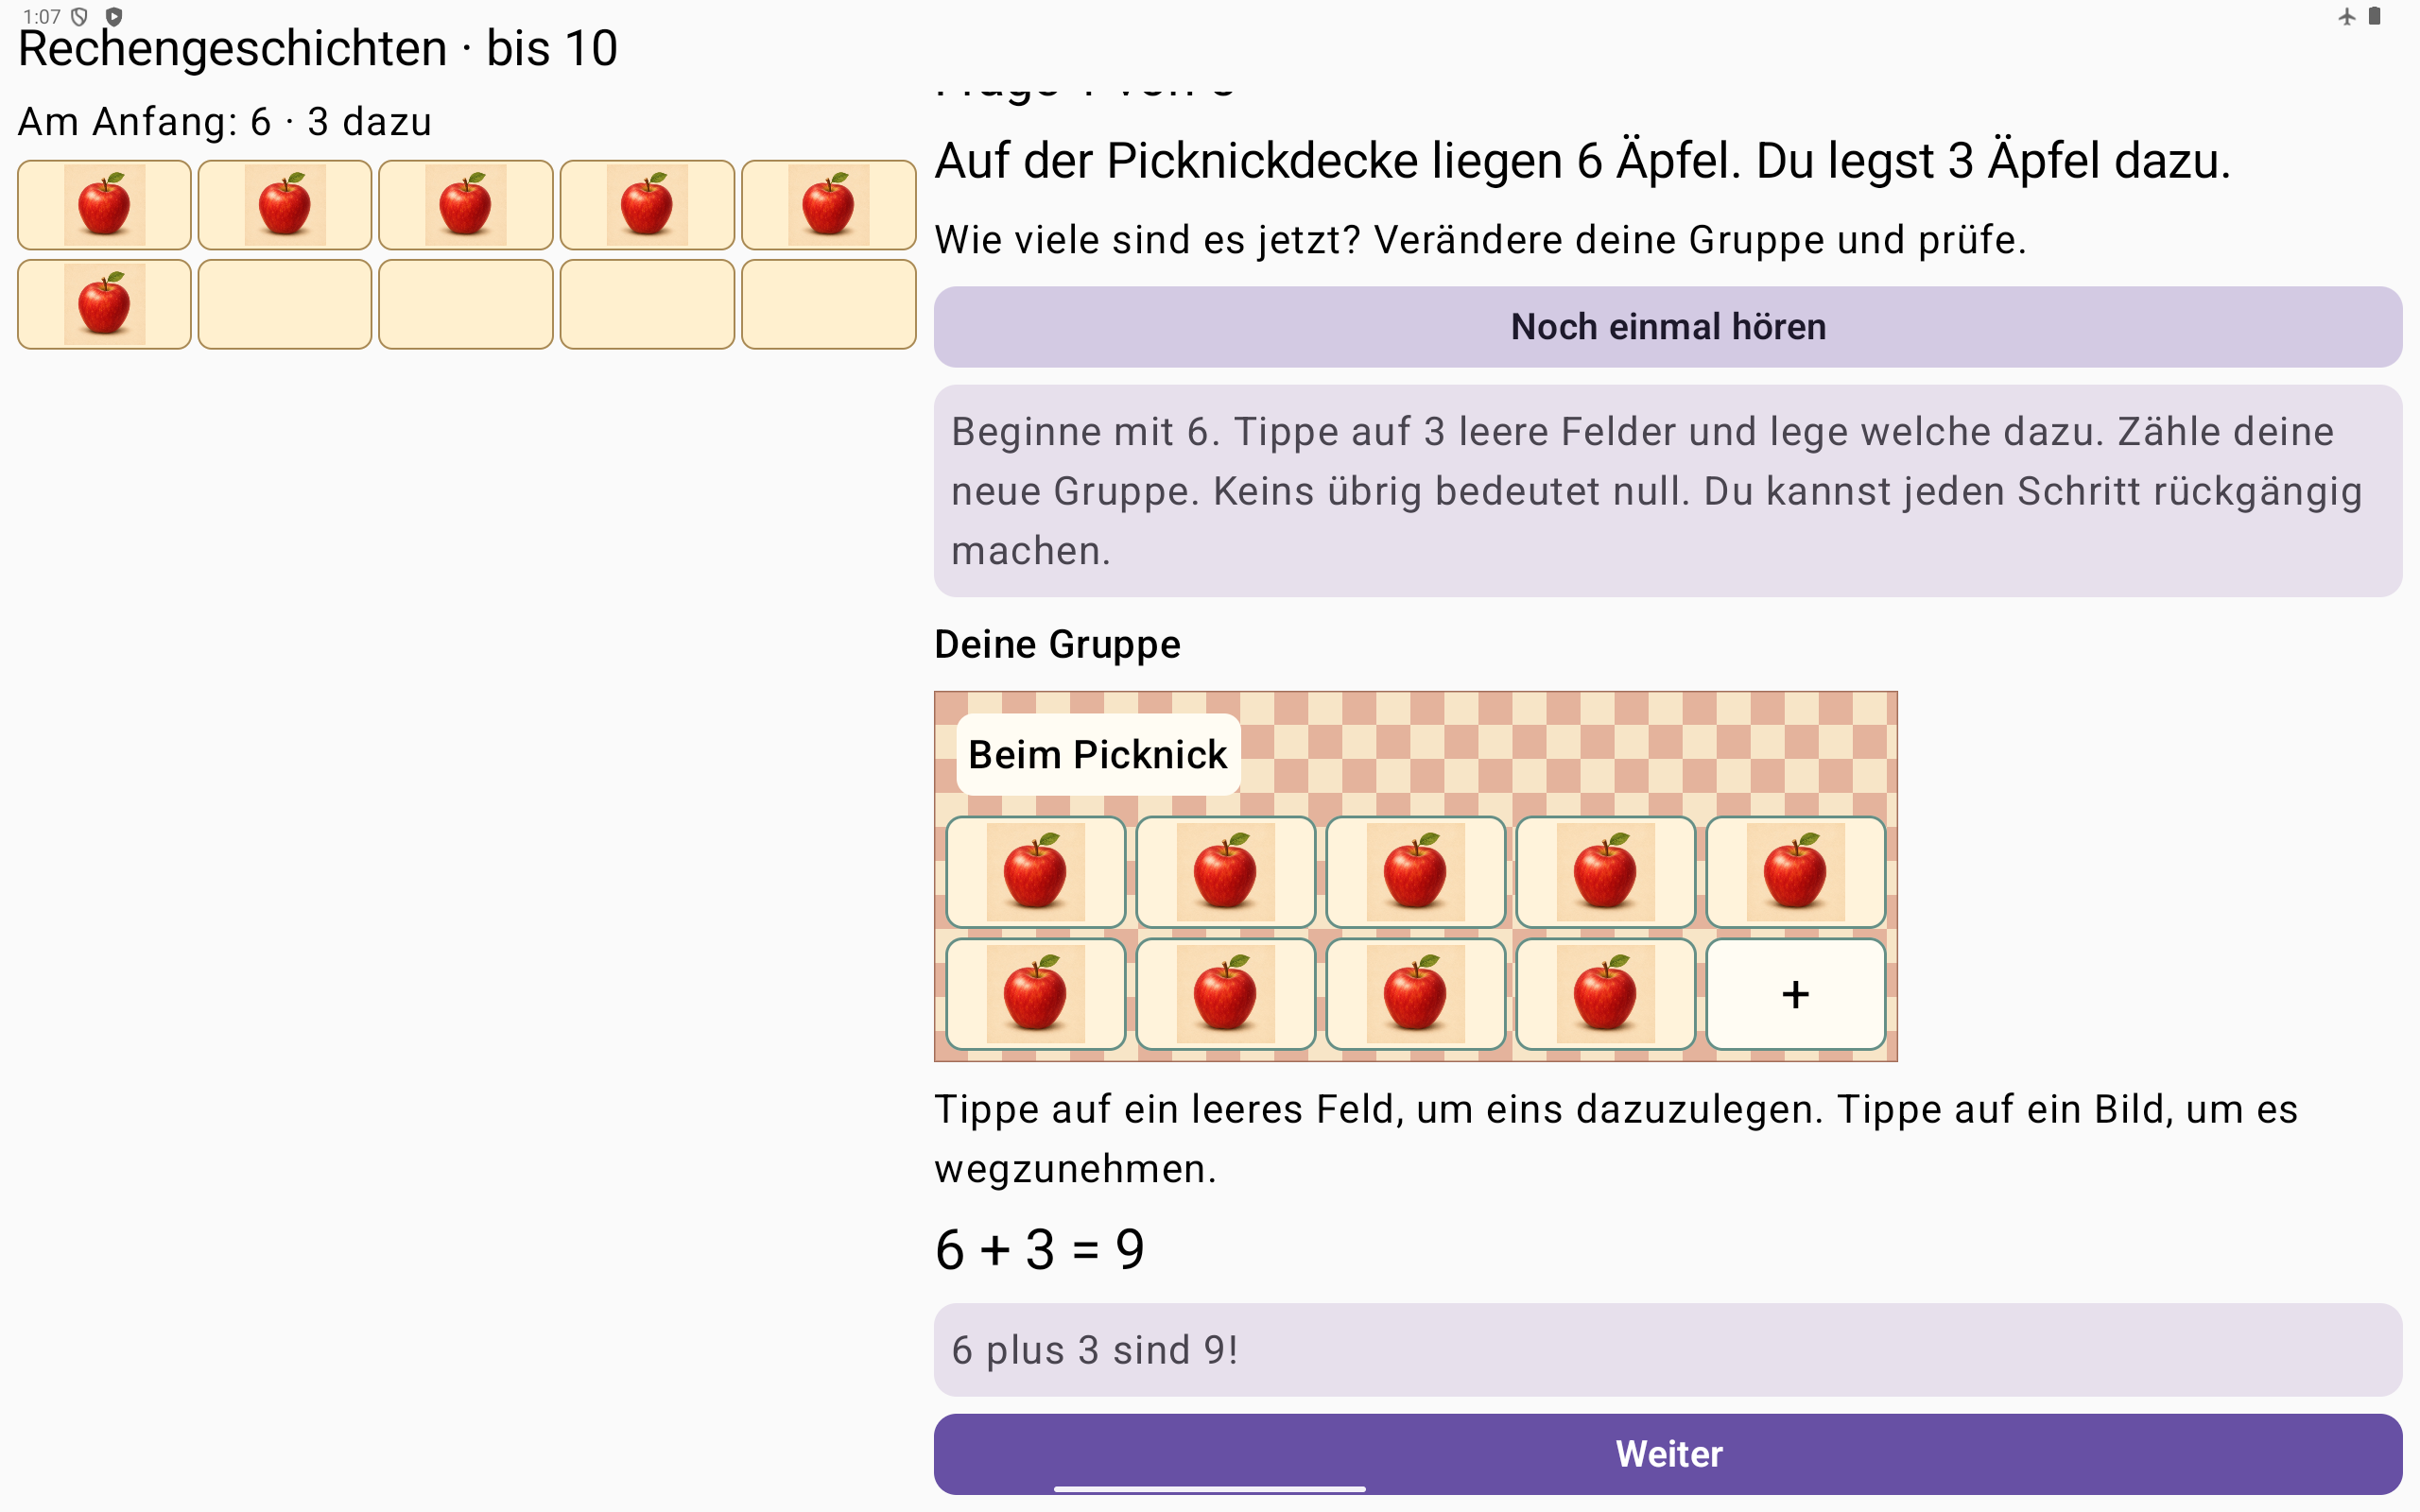 1:07
Rechengeschichten · bis 10
Am Anfang: 6 · 3 dazu
Auf der Picknickdecke liegen 6 Äpfel. Du legst 3 Äpfel dazu.
Wie viele sind es jetzt? Verändere deine Gruppe und prüfe.
Noch einmal hören
Beginne mit 6. Tippe auf 3 leere Felder und lege welche dazu. Zähle deine
neue Gruppe. Keins übrig bedeutet null. Du kannst jeden Schritt rückgängig
machen.
Deine Gruppe
Beim Picknick
+
Tippe auf ein leeres Feld, um eins dazuzulegen. Tippe auf ein Bild, um es
wegzunehmen.
6 + 3 = 9
6 plus 3 sind 9!
Weiter